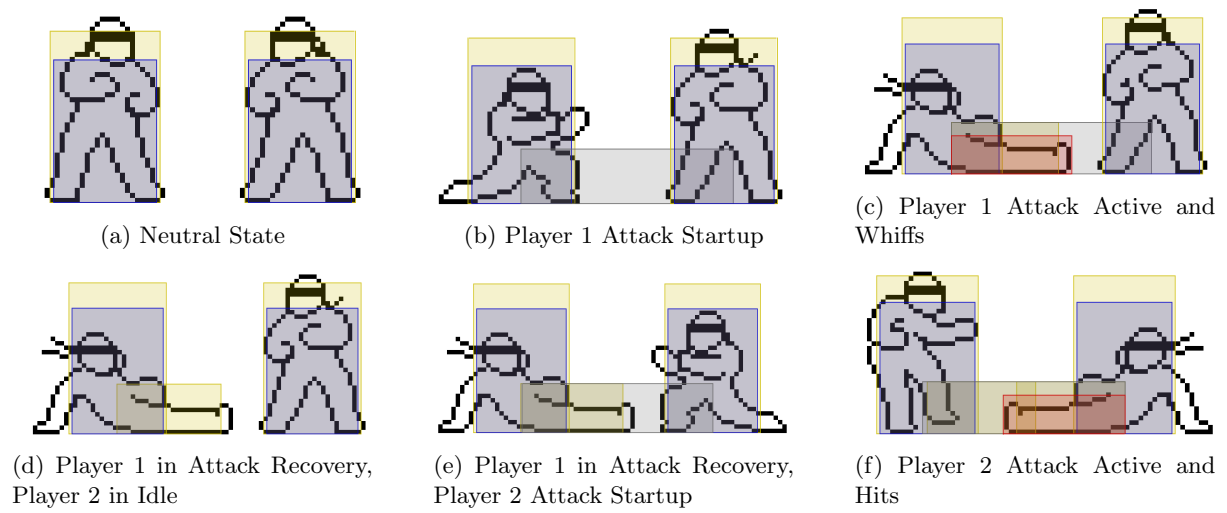 (a) Neutral State
(b) Player 1 Attack Startup
(c) Player 1 Attack Active and
Whiffs
(d) Player 1 in Attack Recovery,
Player 2 in Idle
(e) Player 1 in Attack Recovery,
Player 2 Attack Startup
(f) Player 2 Attack Active and
Hits